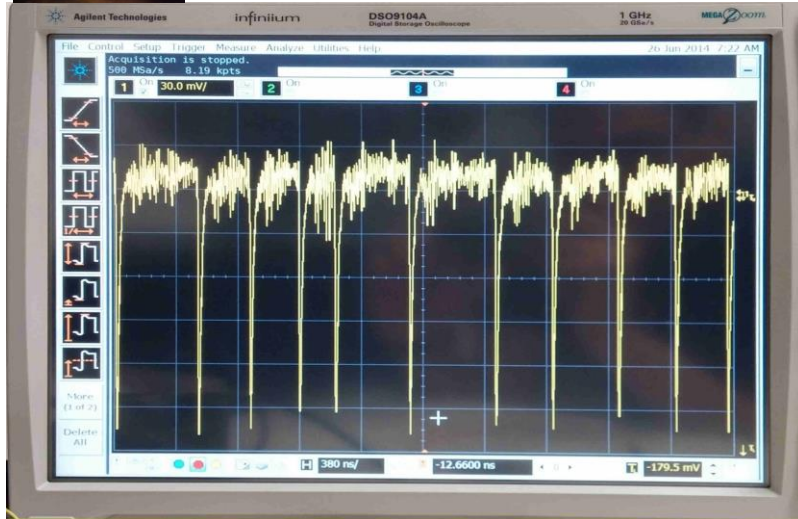 Agilent Technologies infiniium DSO9104A 1 GHz MEGA Zoom
Digital Storage Oscilloscope 20 GSa/s
File Control Setup Trigger Measure Analyze Utilities Help 26 Jun 2014 7:22 AM
Acquisition is stopped.
500 MSa/s 8.19 kpts
1 On 30.0 mV/ 2 On 3 On 4 On
More
(1 of 2)
Delete
All
H 380 ns/ -12.6600 ns 0 T -179.5 mV